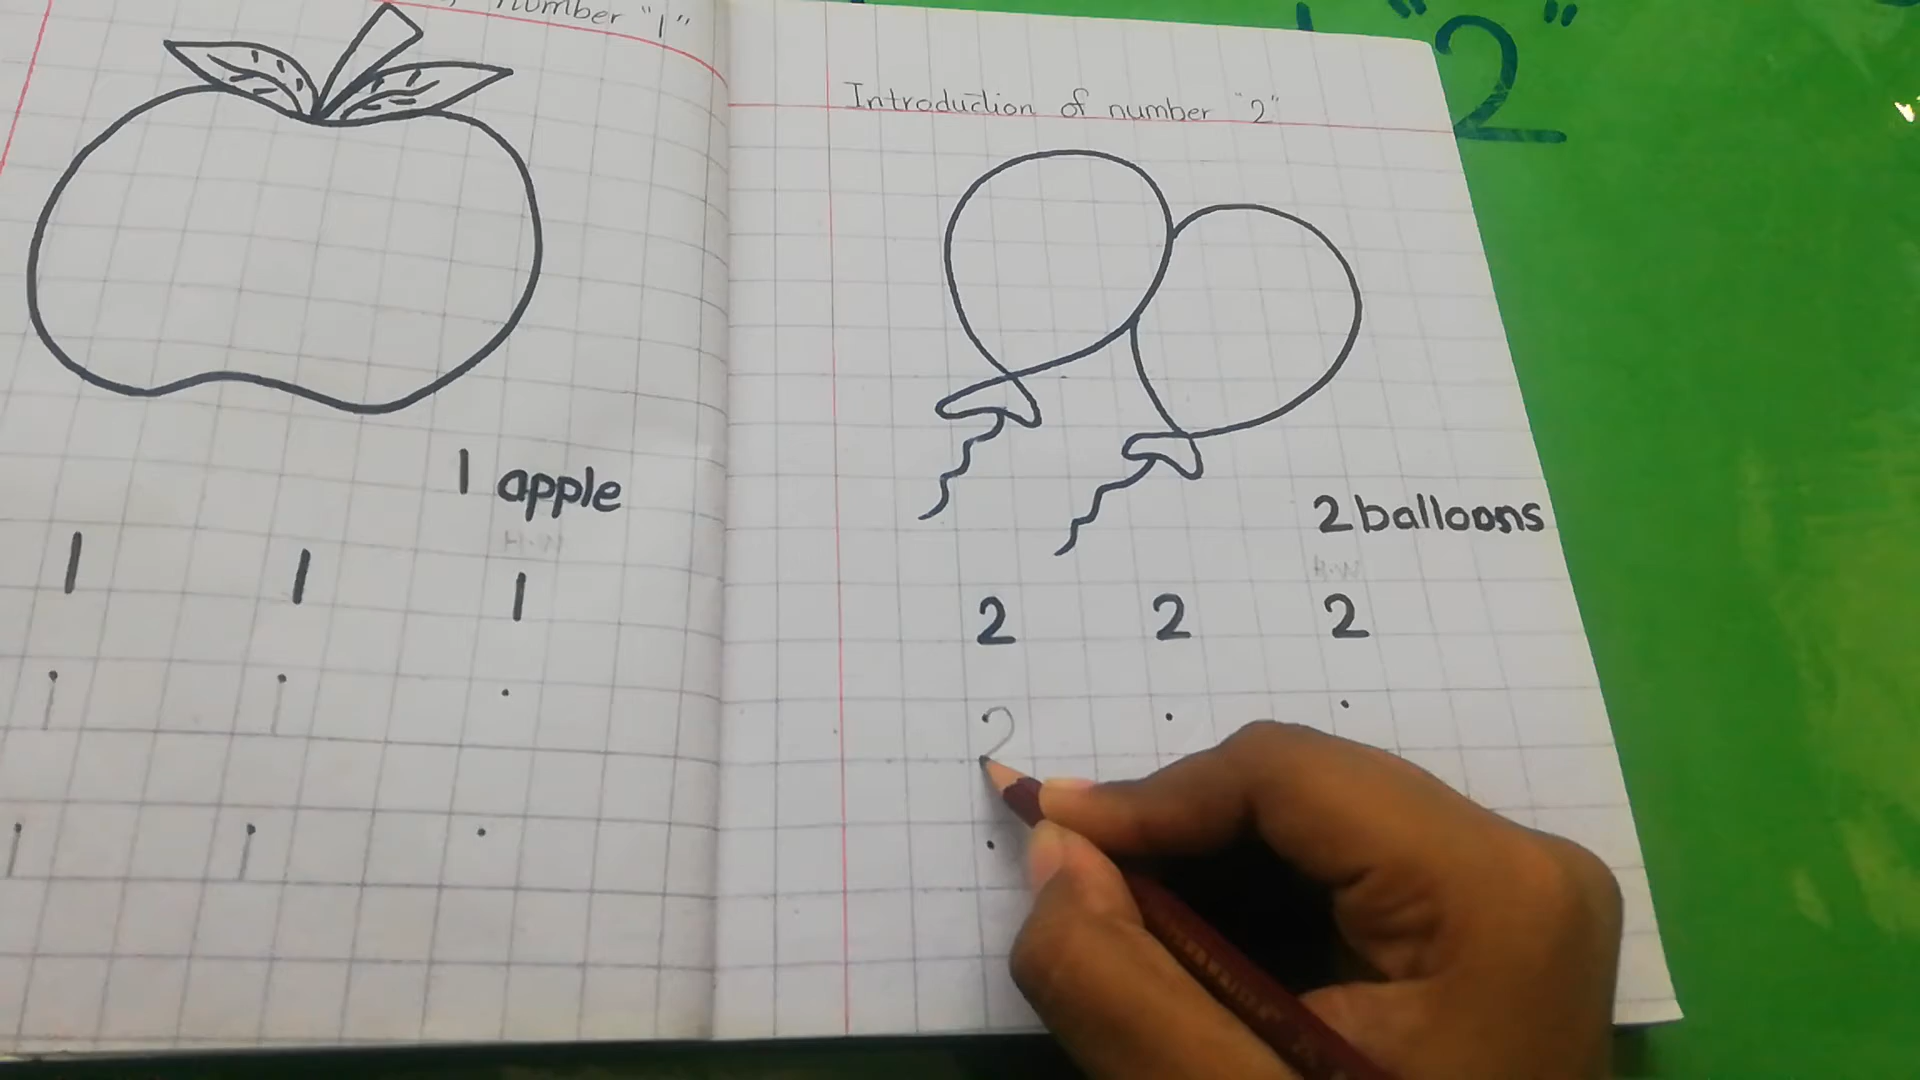 number "1"
1 apple
H.W
1 1 1
Introduction of number "2"
2 balloons
H.W
2 2 2
2
"2"